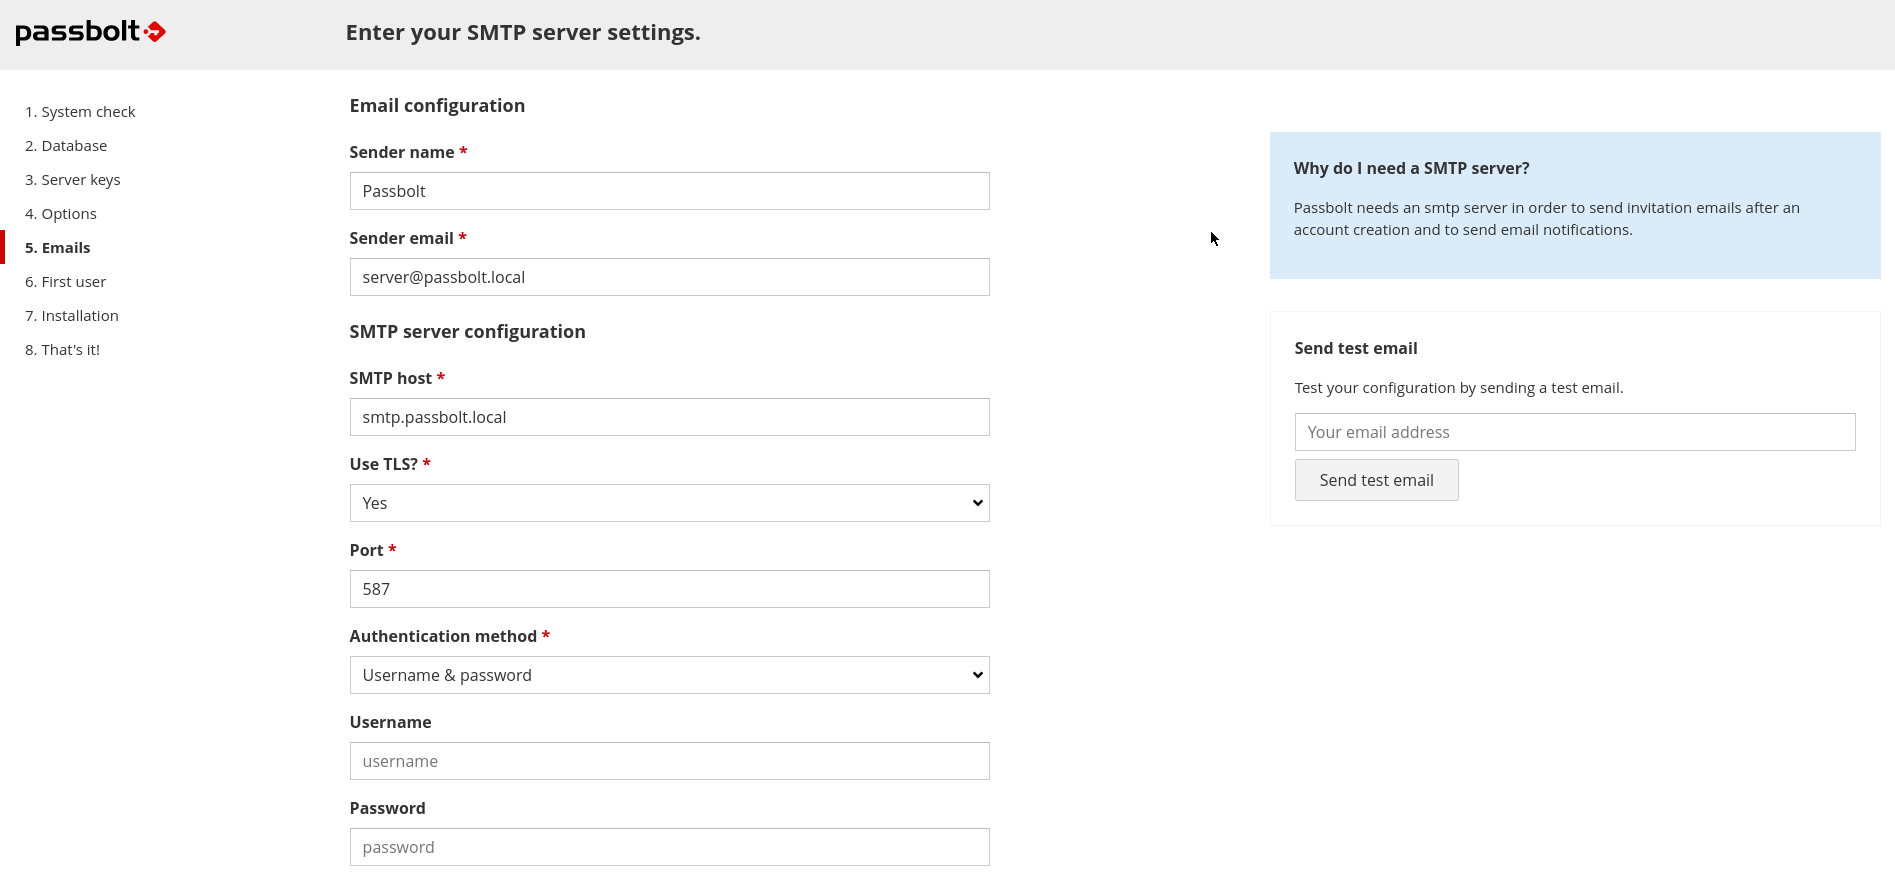 passbolt
Enter your SMTP server settings.
1. System check
2. Database
3. Server keys
4. Options
5. Emails
6. First user
7. Installation
8. That's it!
Email configuration
Sender name *
Passbolt
Sender email *
server@passbolt.local
SMTP server configuration
SMTP host *
smtp.passbolt.local
Use TLS? *
Yes
Port *
587
Authentication method *
Username & password
Username
username
Password
password
Why do I need a SMTP server?
Passbolt needs an smtp server in order to send invitation emails after an
account creation and to send email notifications.
Send test email
Test your configuration by sending a test email.
Your email address
Send test email